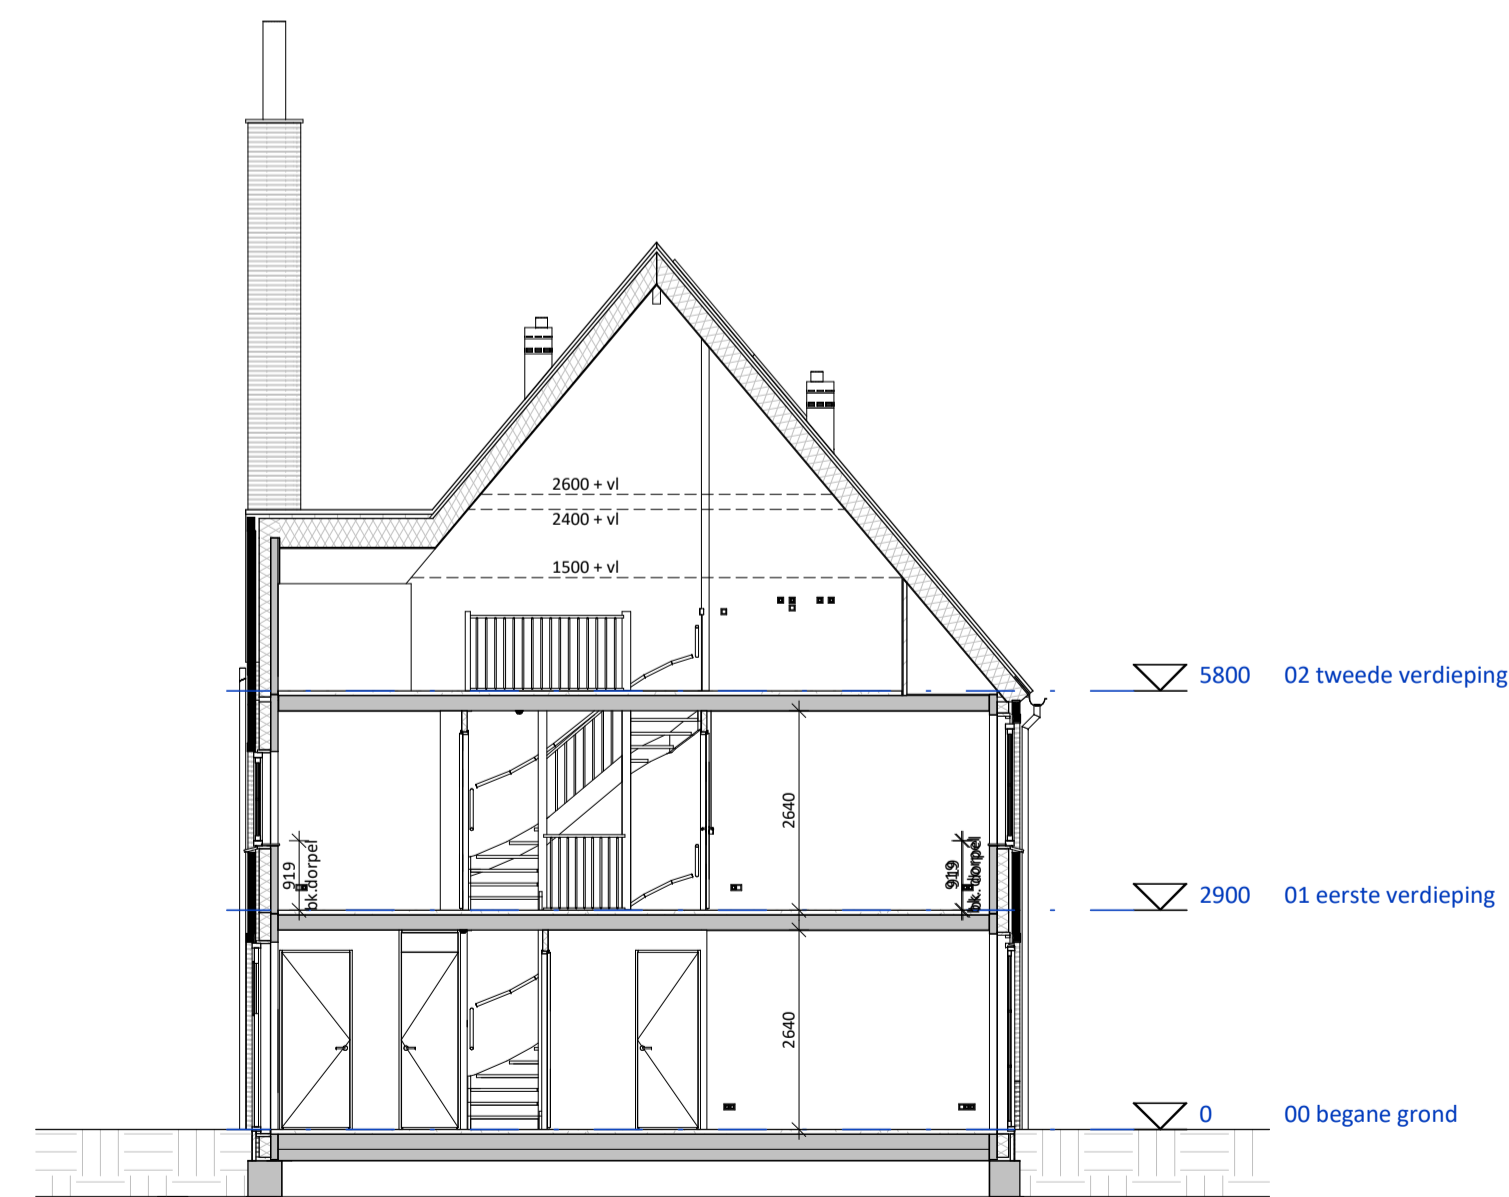 2600 + vl
2400 + vl
1500 + vl
5800 02 tweede verdieping
2640
919
bk.dorpel
919
bk. dorpel
2900 01 eerste verdieping
2640
0 00 begane grond